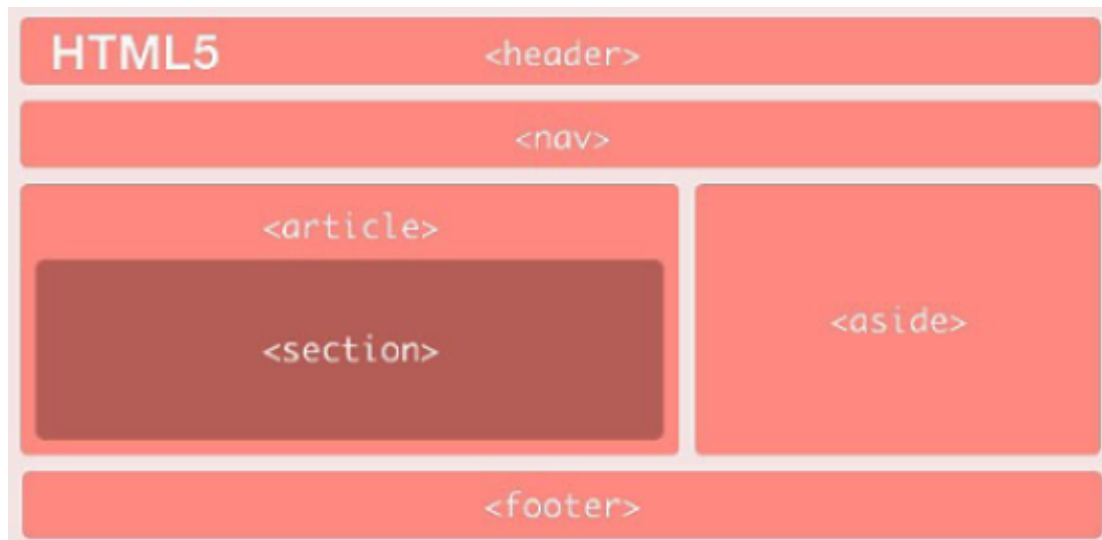 HTML5 <header>
<nav>
<article>
<section>
<aside>
<footer>